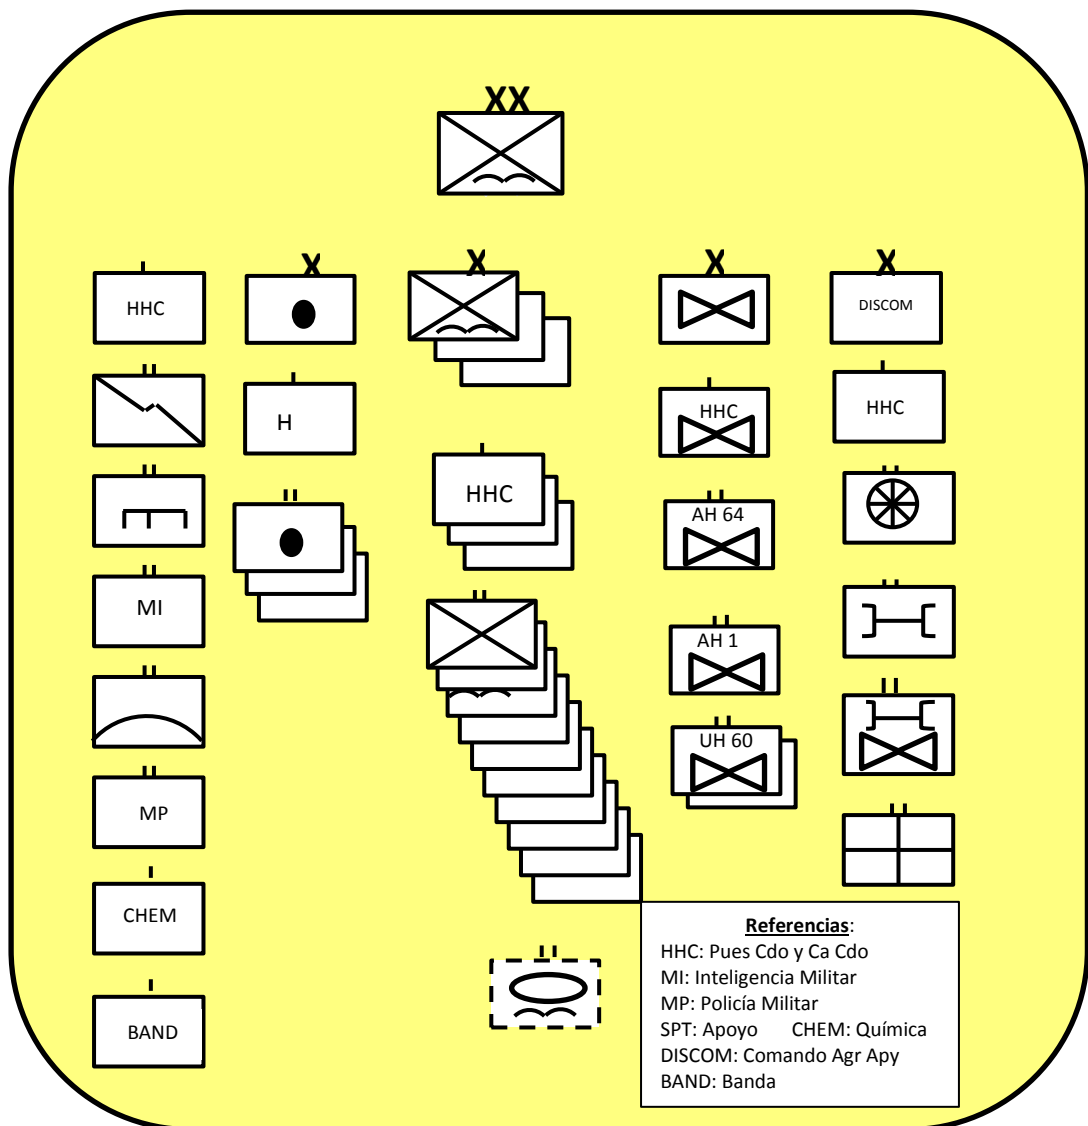 XX
X
X
X
X
HHC
DISCOM
H
HHC
HHC
HHC
AH 64
MI
AH 1
UH 60
MP
CHEM
BAND
Referencias:
HHC: Pues Cdo y Ca Cdo
MI: Inteligencia Militar
MP: Policía Militar
SPT: Apoyo CHEM: Química
DISCOM: Comando Agr Apy
BAND: Banda